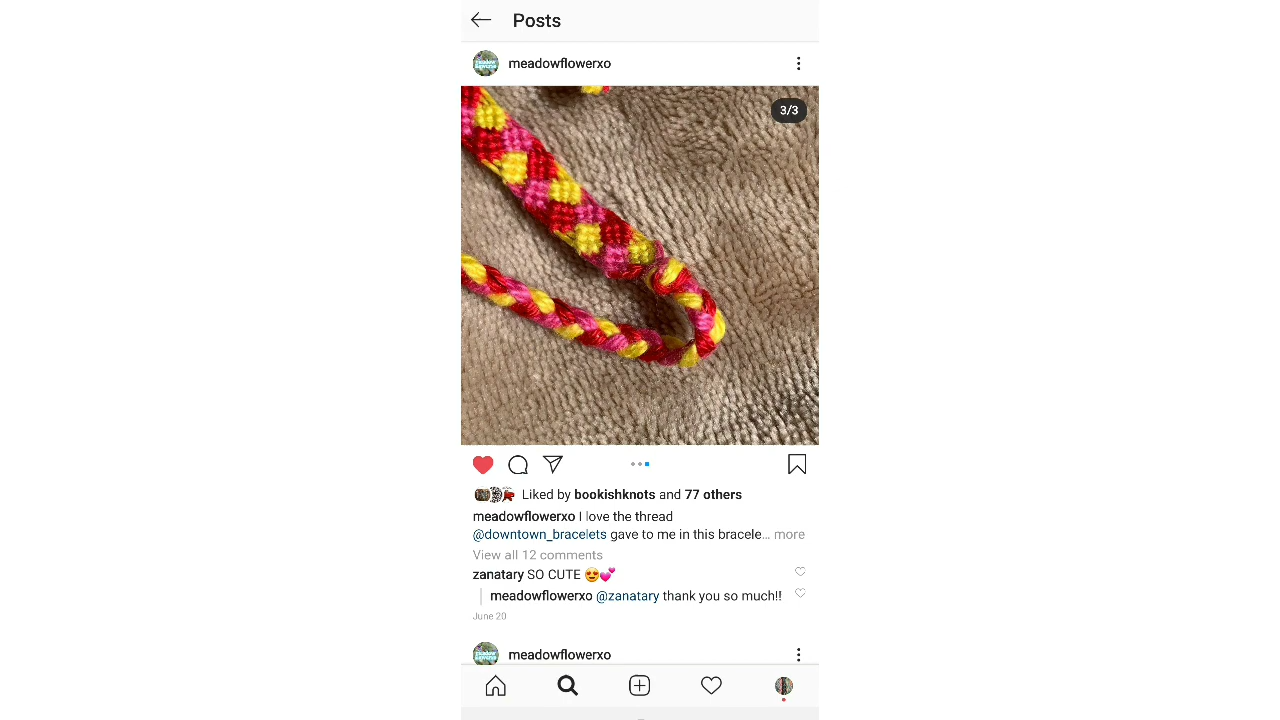 Posts
meadowflowerxo
3/3
Liked by bookishknots and 77 others
meadowflowerxo I love the thread
@downtown_bracelets gave to me in this bracele... more
View all 12 comments
zanatary SO CUTE 😍💕
meadowflowerxo @zanatary thank you so much!!
June 20
meadowflowerxo